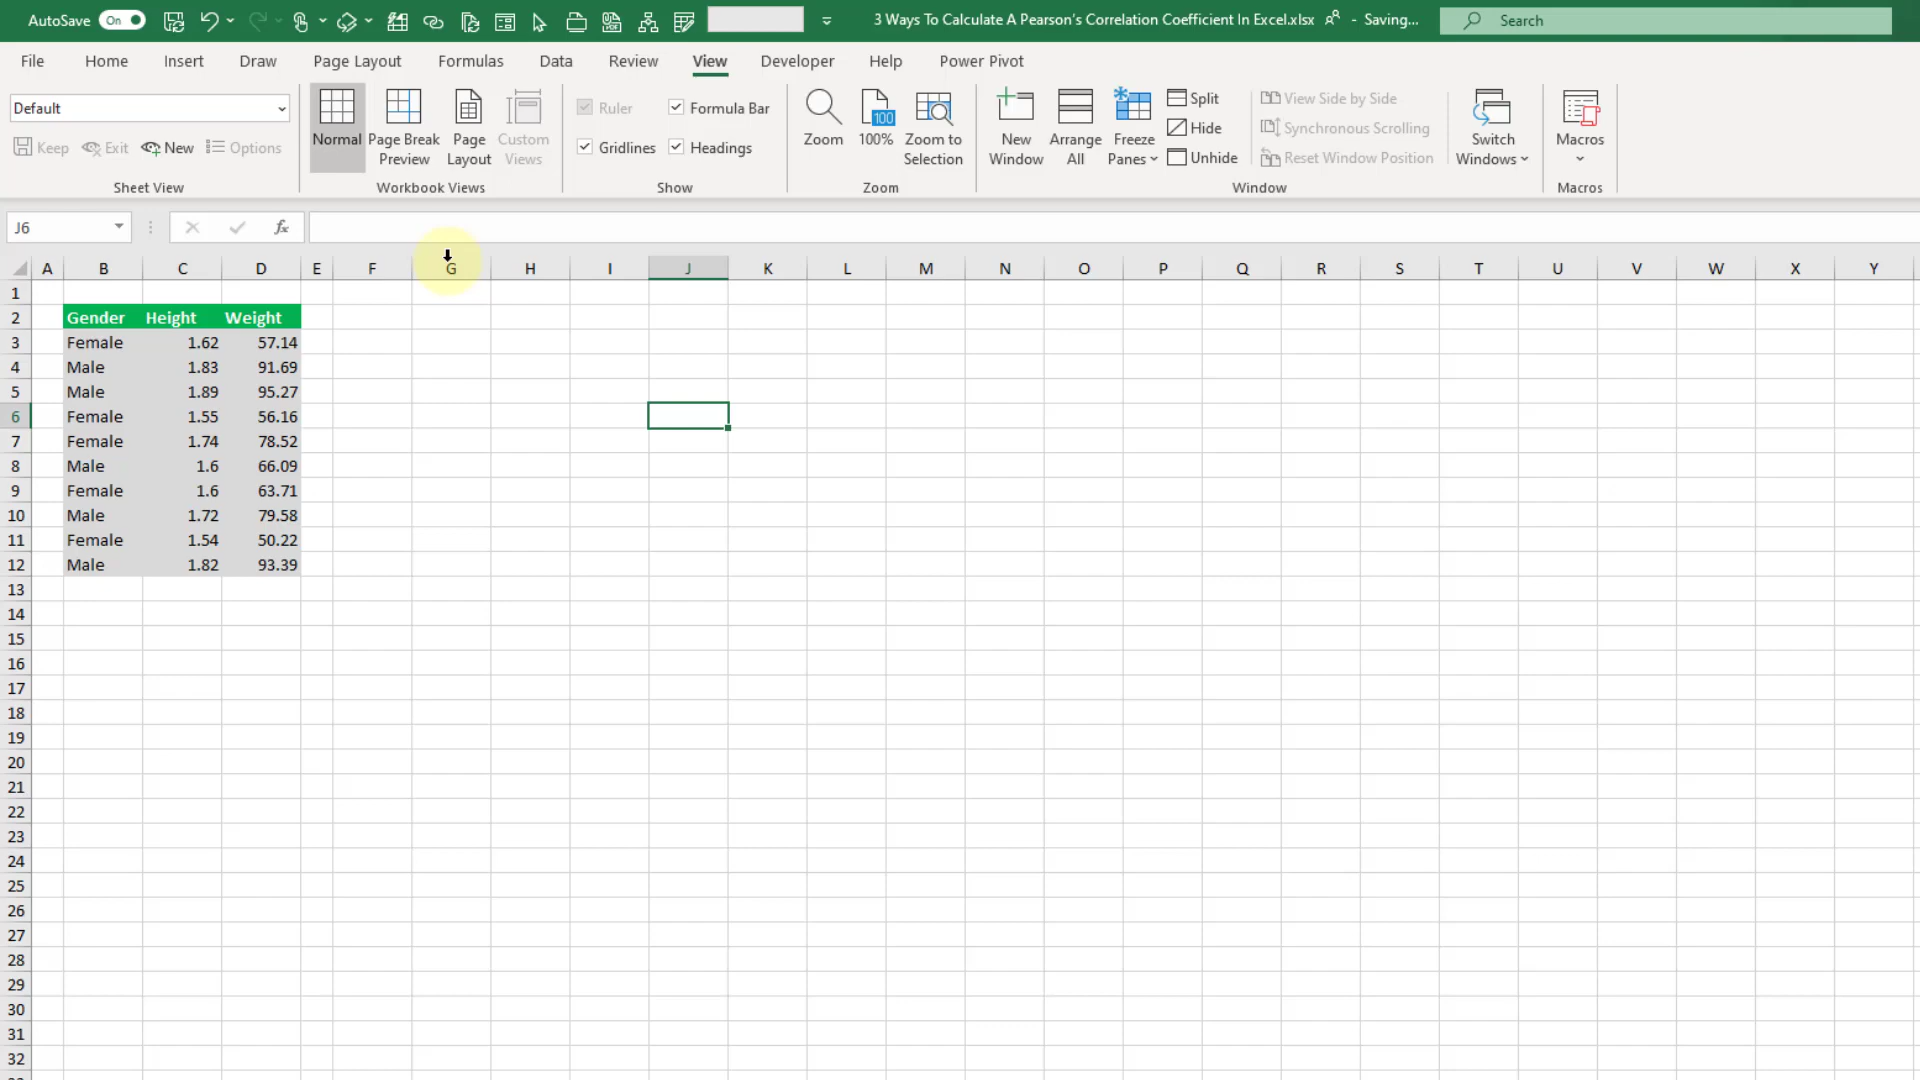 AutoSave On 3 Ways To Calculate A Pearson's Correlation Coefficient In Excel.xlsx - Saving... Search
File Home Insert Draw Page Layout Formulas Data Review View Developer Help Power Pivot
Default
Keep Exit New Options
Sheet View
Normal
Page Break Preview
Page Layout
Custom Views
Workbook Views
Ruler Formula Bar
Gridlines Headings
Show
Zoom
100
100%
Zoom to Selection
Zoom
New Window
Arrange All
Freeze Panes
Split
Hide
Unhide
View Side by Side
Synchronous Scrolling
Reset Window Position
Window
Switch Windows
Macros
Macros
J6 fx
A B C D E F G H I J K L M N O P Q R S T U V W X Y
1
2 Gender Height Weight
3 Female 1.62 57.14
4 Male 1.83 91.69
5 Male 1.89 95.27
6 Female 1.55 56.16
7 Female 1.74 78.52
8 Male 1.6 66.09
9 Female 1.6 63.71
10 Male 1.72 79.58
11 Female 1.54 50.22
12 Male 1.82 93.39
13
14
15
16
17
18
19
20
21
22
23
24
25
26
27
28
29
30
31
32